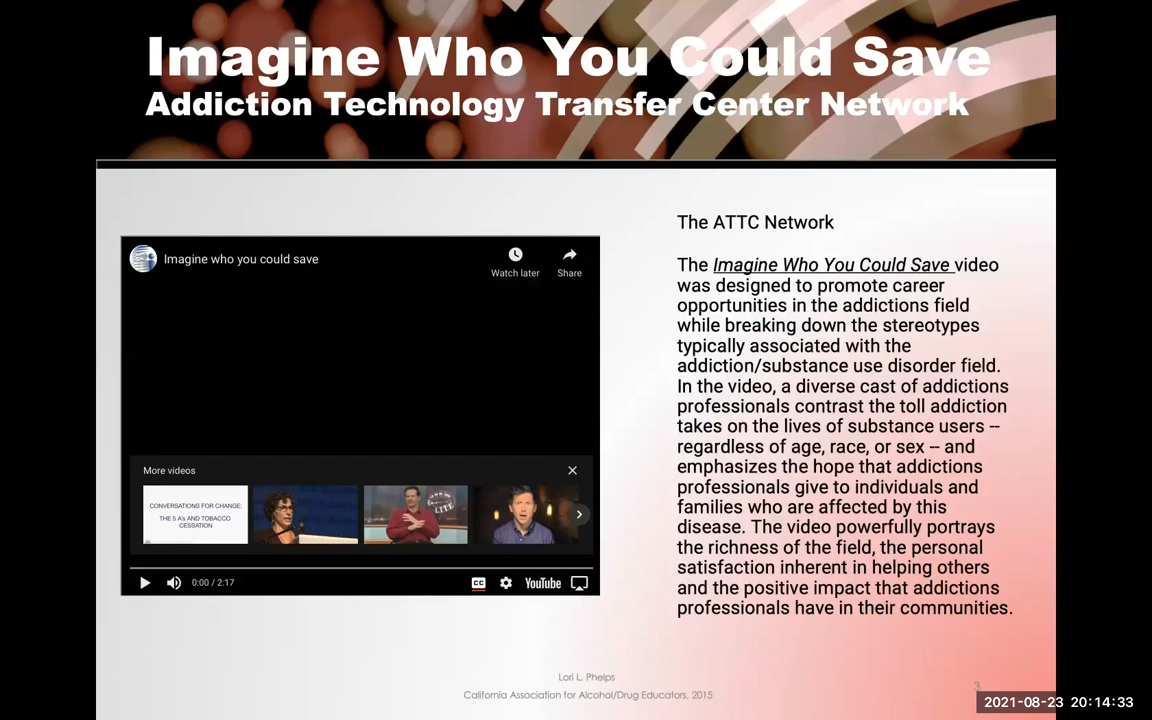 Imagine Who You Could Save
Addiction Technology Transfer Center Network
Imagine who you could save
Watch later
Share
More videos
CONVERSATIONS FOR CHANGE:
THE 5 A's AND TOBACCO
CESSATION
LITE
0:00 / 2:17
CC
YouTube
The ATTC Network
The Imagine Who You Could Save video
was designed to promote career
opportunities in the addictions field
while breaking down the stereotypes
typically associated with the
addiction/substance use disorder field.
In the video, a diverse cast of addictions
professionals contrast the toll addiction
takes on the lives of substance users --
regardless of age, race, or sex -- and
emphasizes the hope that addictions
professionals give to individuals and
families who are affected by this
disease. The video powerfully portrays
the richness of the field, the personal
satisfaction inherent in helping others
and the positive impact that addictions
professionals have in their communities.
Lori L. Phelps
California Association for Alcohol/Drug Educators, 2015
3
2021-08-23 20:14:33